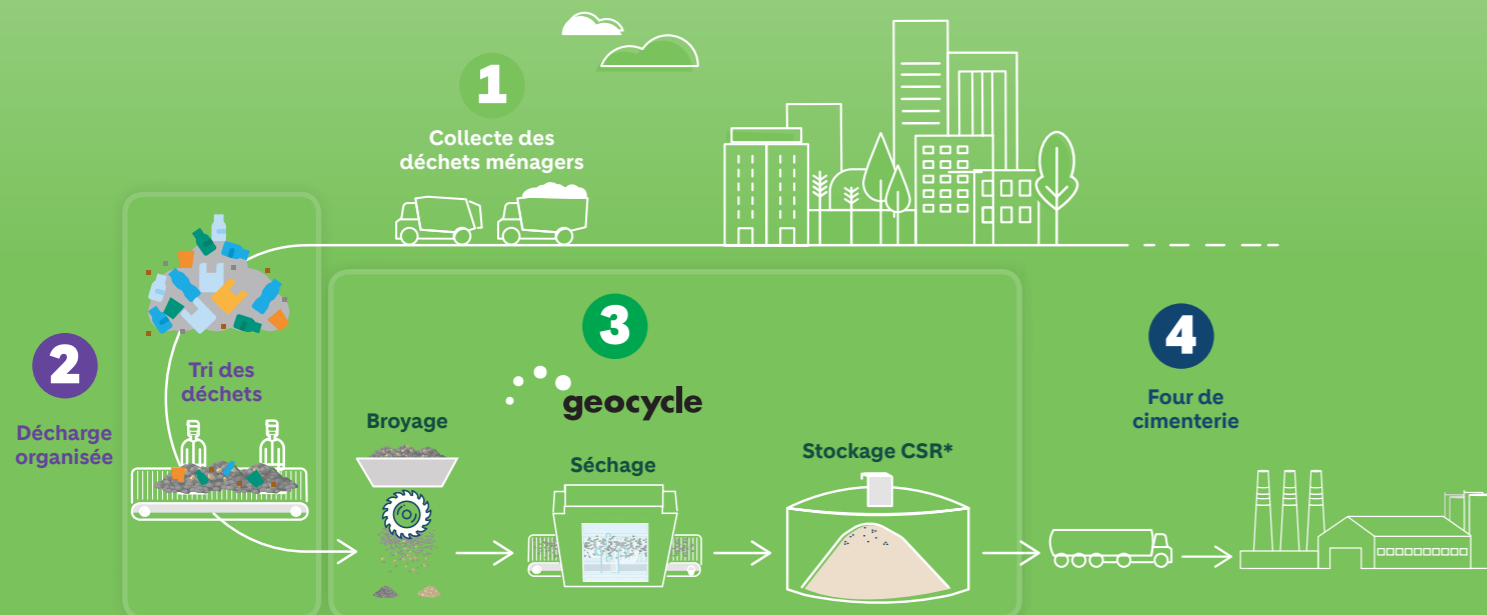 1
Collecte des
déchets ménagers
2
Décharge
organisée
Tri des
déchets
3
geocycle
Broyage
Séchage
Stockage CSR*
4
Four de
cimenterie